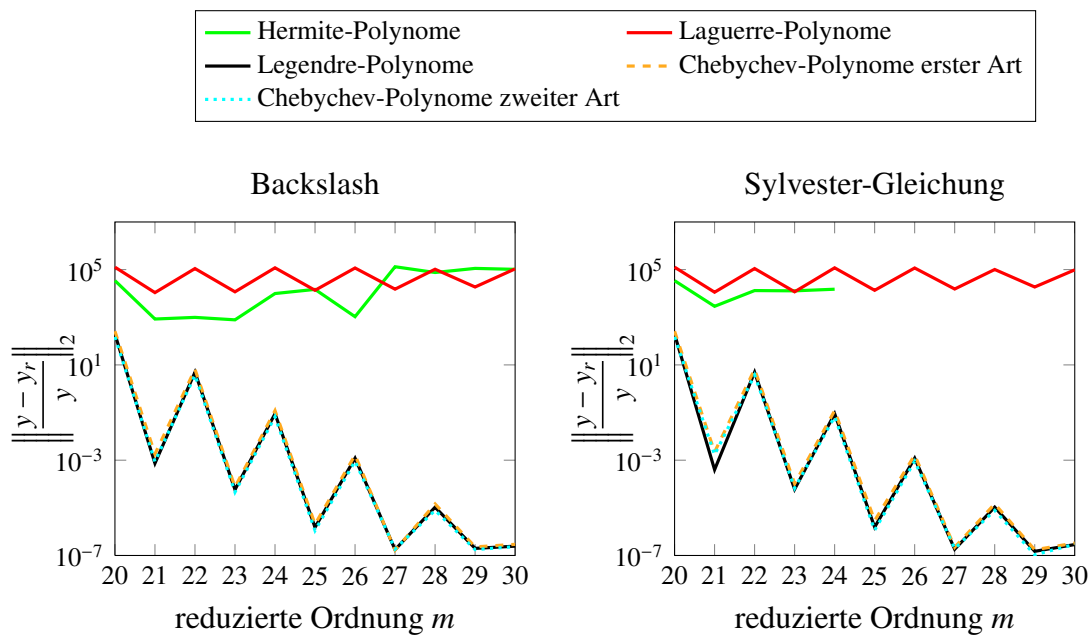 Hermite-Polynome
Laguerre-Polynome
Legendre-Polynome
Chebychev-Polynome erster Art
Chebychev-Polynome zweiter Art
Backslash
10^5
10^1
10^−3
10^−7
‖(y − y_r)/y‖_2
20 21 22 23 24 25 26 27 28 29 30
reduzierte Ordnung m
Sylvester-Gleichung
10^5
10^1
10^−3
10^−7
‖(y − y_r)/y‖_2
20 21 22 23 24 25 26 27 28 29 30
reduzierte Ordnung m